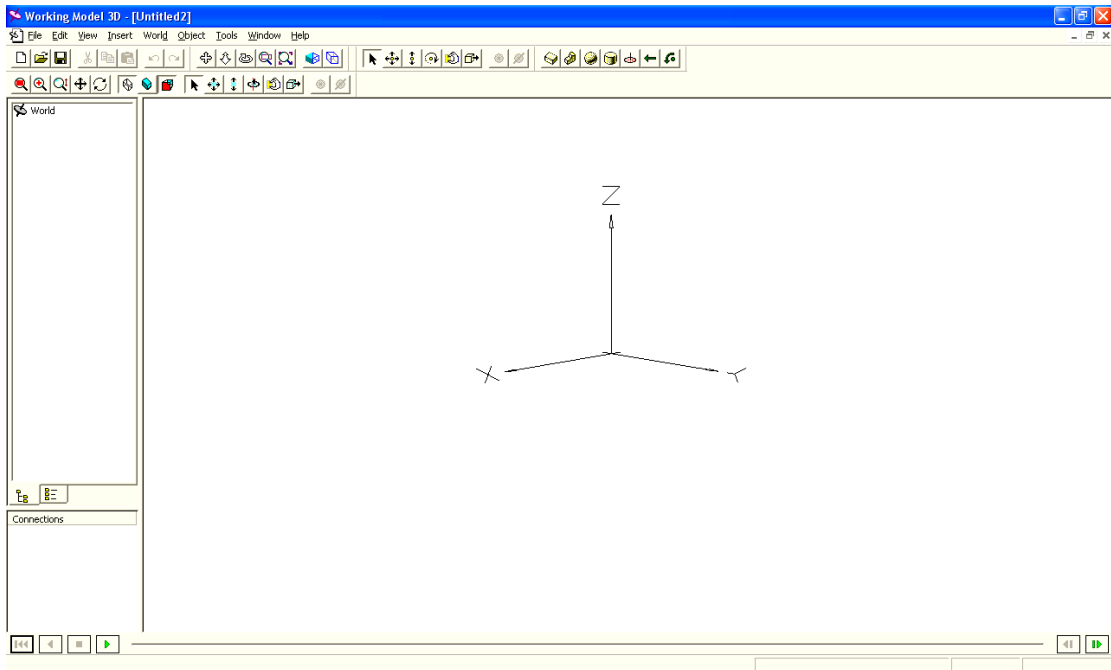 Working Model 3D - [Untitled2]
File Edit View Insert World Object Tools Window Help
World
Z
X
Y
Connections